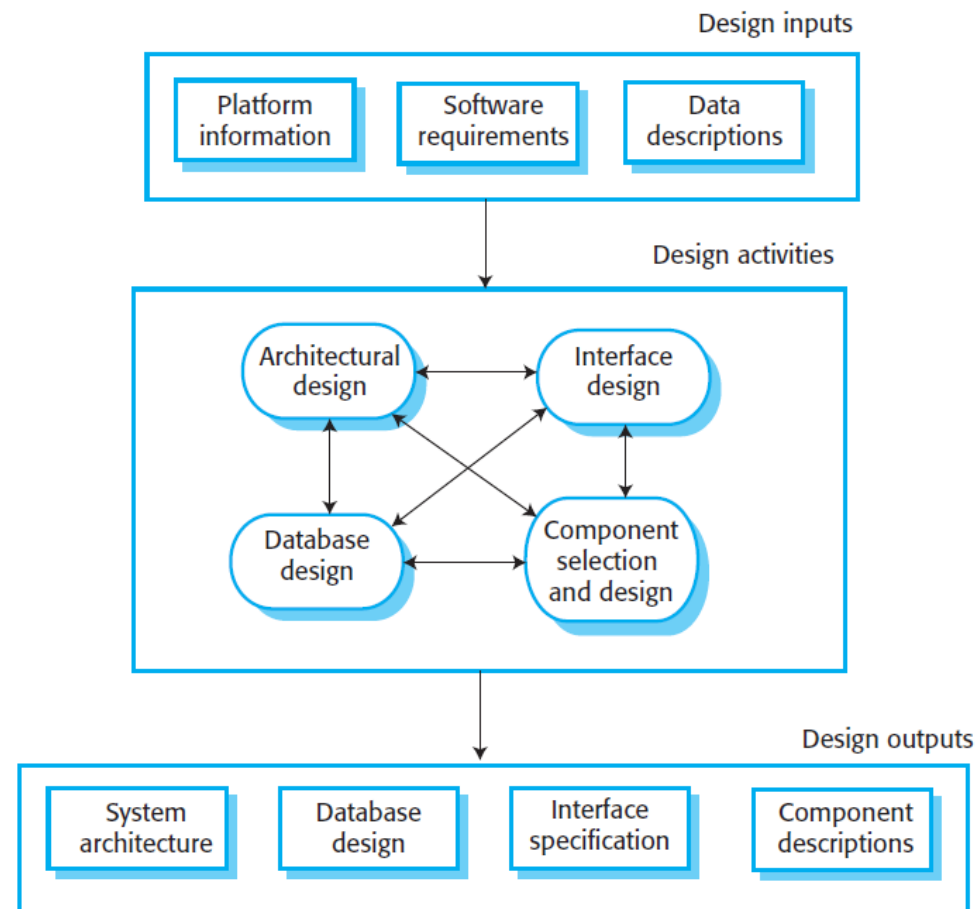 Design inputs
Platform
information
Software
requirements
Data
descriptions
Design activities
Architectural
design
Interface
design
Database
design
Component
selection
and design
Design outputs
System
architecture
Database
design
Interface
specification
Component
descriptions